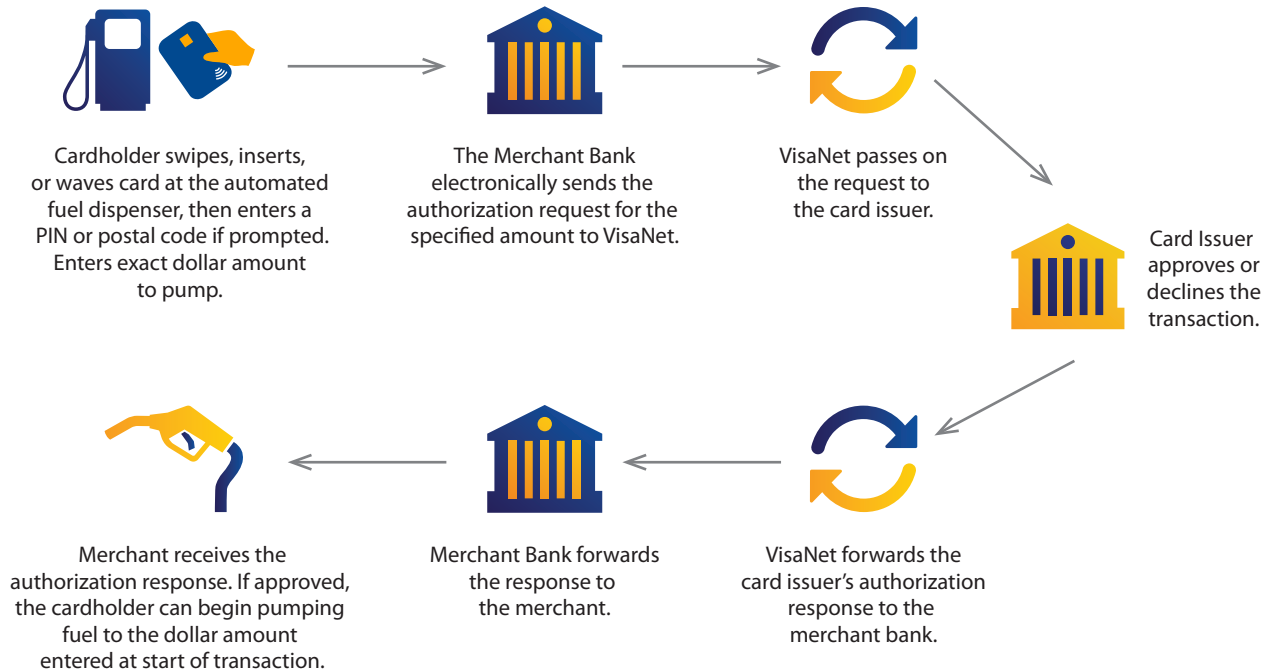 Cardholder swipes, inserts,
or waves card at the automated
fuel dispenser, then enters a
PIN or postal code if prompted.
Enters exact dollar amount
to pump.
The Merchant Bank
electronically sends the
authorization request for the
specified amount to VisaNet.
VisaNet passes on
the request to
the card issuer.
Card Issuer
approves or
declines the
transaction.
VisaNet forwards the
card issuer’s authorization
response to the
merchant bank.
Merchant Bank forwards
the response to
the merchant.
Merchant receives the
authorization response. If approved,
the cardholder can begin pumping
fuel to the dollar amount
entered at start of transaction.